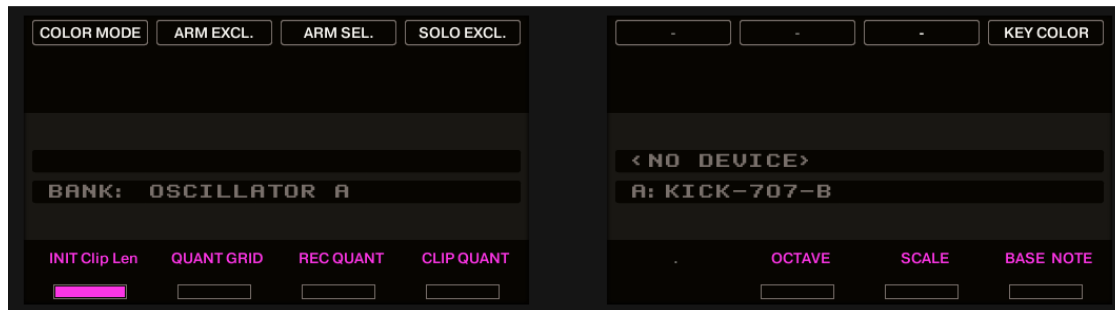 COLOR MODE ARM EXCL. ARM SEL. SOLO EXCL. - - - KEY COLOR
<NO DEVICE>
BANK: OSCILLATOR A A: KICK-707-B
INIT Clip Len QUANT GRID REC QUANT CLIP QUANT . OCTAVE SCALE BASE NOTE